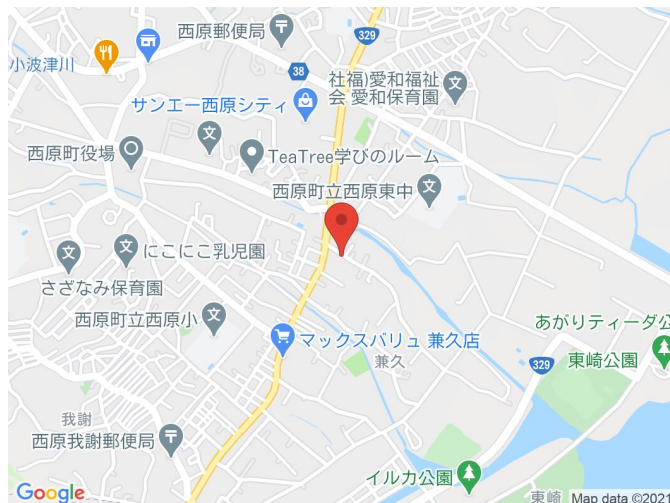 西原郵便局
329
小波津川
38
社福)愛和福祉
会 愛和保育園
サンエー西原シティ
西原町役場
TeaTree学びのルーム
西原町立西原東中
にこにこ乳児園
さざなみ保育園
西原町立西原小
あがりティーダ公
マックスバリュ 兼久店
東崎公園
兼久
329
我謝
西原我謝郵便局
イルカ公園
Google
東崎
Map data ©2021